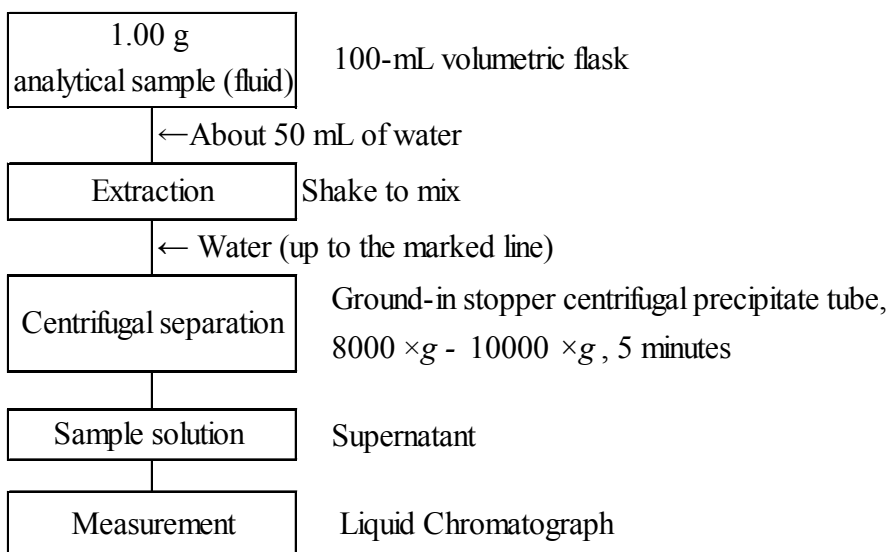 1.00 g
analytical sample (fluid)
100-mL volumetric flask
←About 50 mL of water
Extraction
Shake to mix
← Water (up to the marked line)
Centrifugal separation
Ground-in stopper centrifugal precipitate tube,
8000 ×g - 10000 ×g , 5 minutes
Sample solution
Supernatant
Measurement
Liquid Chromatograph